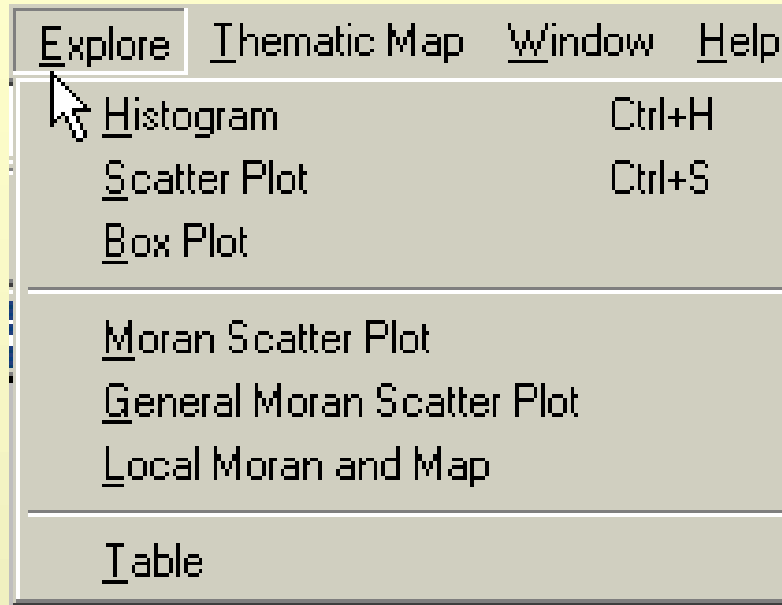 Explore Thematic Map Window Help
Histogram Ctrl+H
Scatter Plot Ctrl+S
Box Plot
Moran Scatter Plot
General Moran Scatter Plot
Local Moran and Map
Table